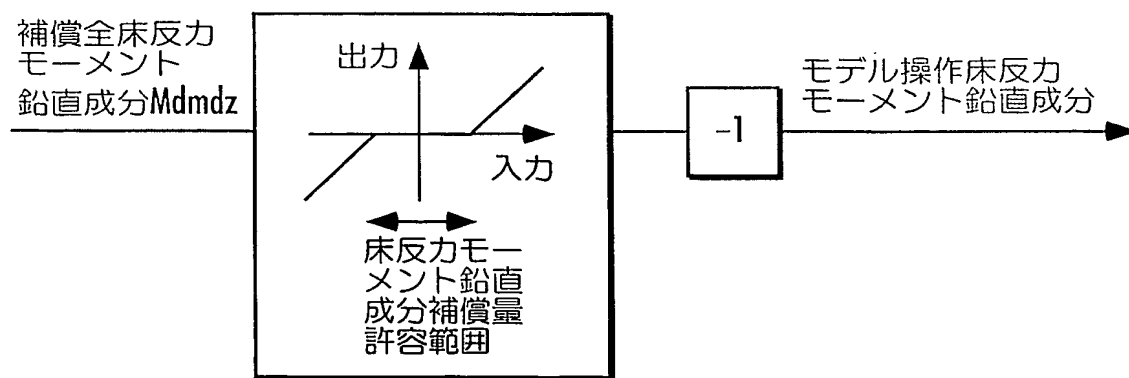 補償全床反力
モーメント
鉛直成分Mdmdz
出力
入力
床反力モー
メント鉛直
成分補償量
許容範囲
-1
モデル操作床反力
モーメント鉛直成分